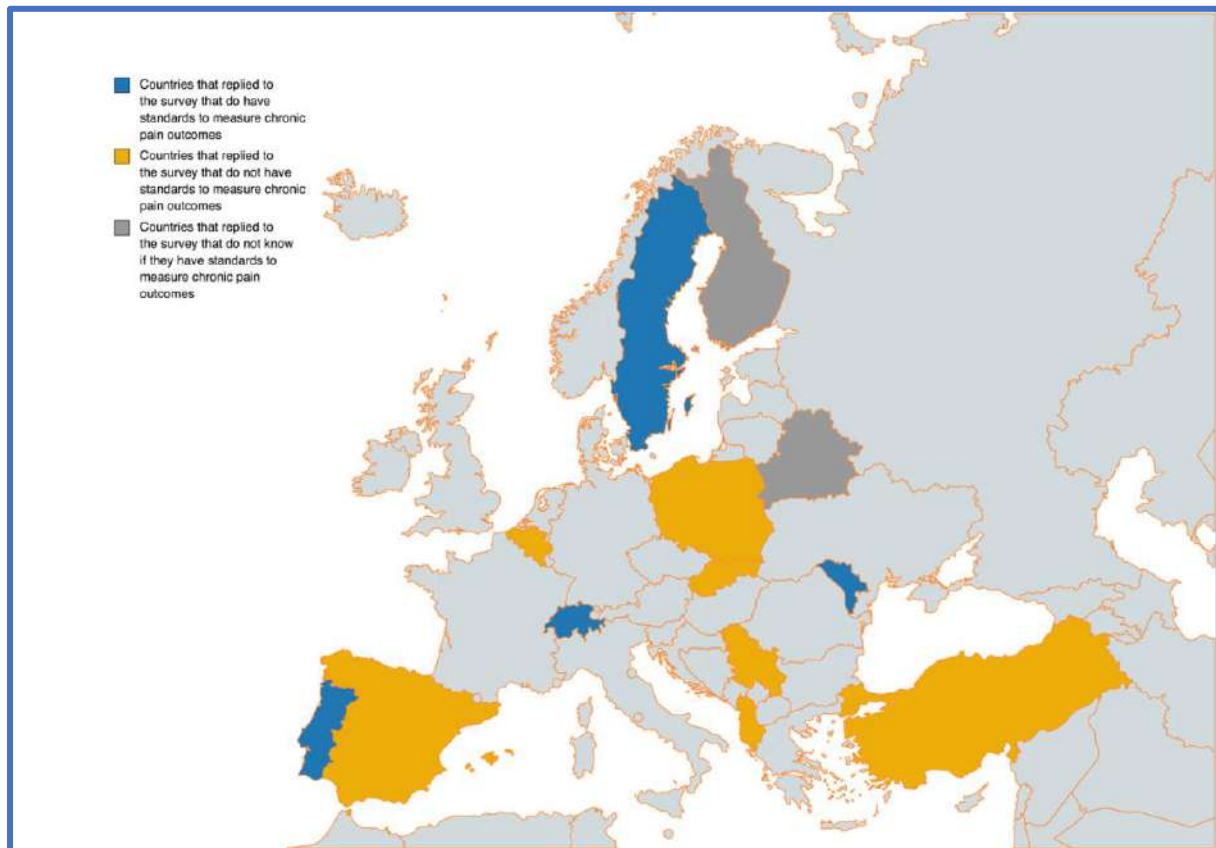 Countries that replied to
the survey that do have
standards to measure chronic
pain outcomes
Countries that replied to
the survey that do not have
standards to measure chronic
pain outcomes
Countries that replied to
the survey that do not know
if they have standards to
measure chronic pain
outcomes